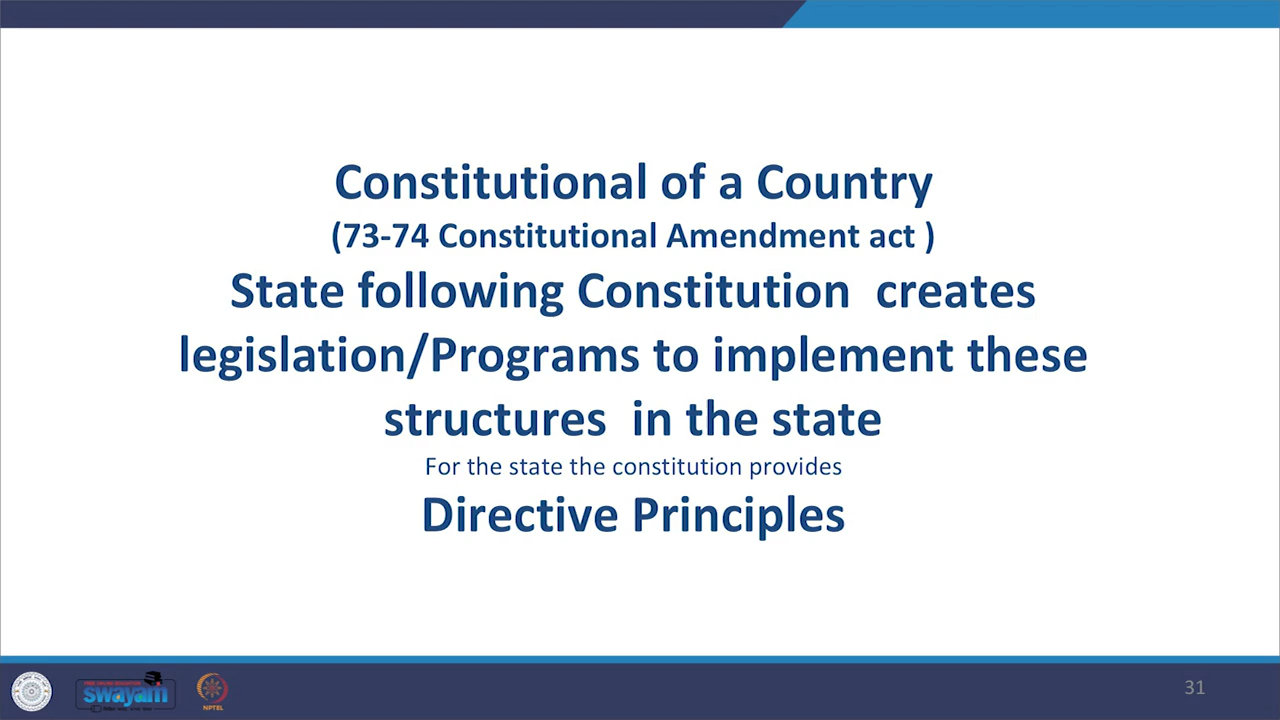 Constitutional of a Country
(73-74 Constitutional Amendment act )
State following Constitution creates
legislation/Programs to implement these
structures in the state
For the state the constitution provides
Directive Principles
swayam
NPTEL
31